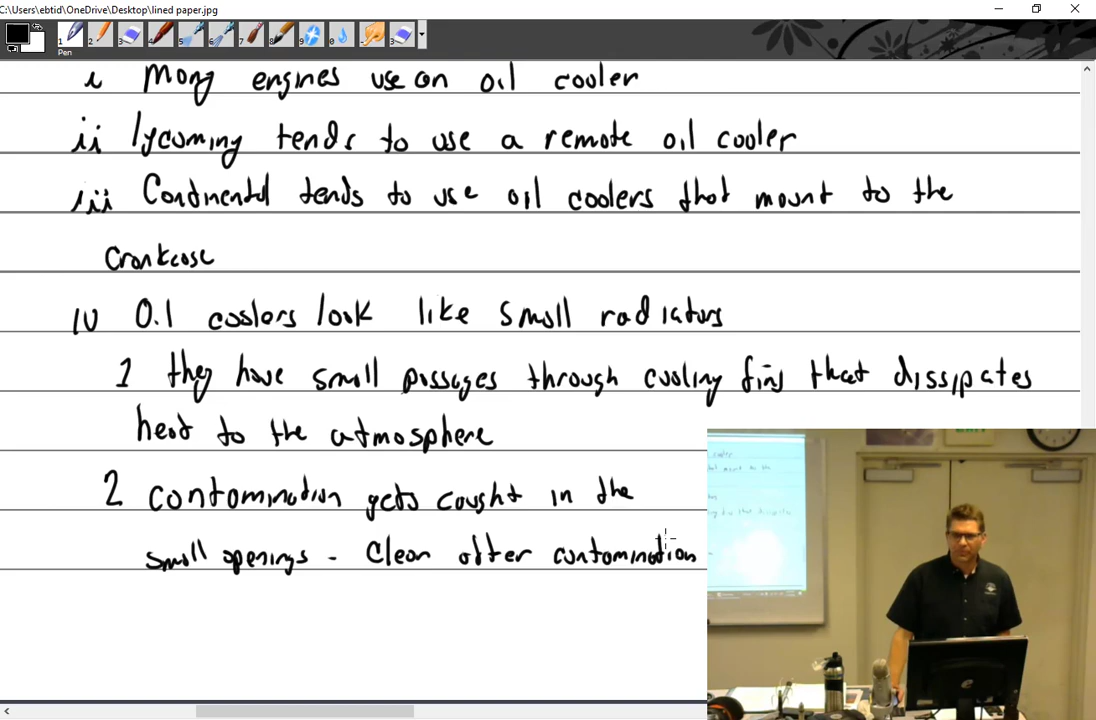 C:\Users\ebtid\OneDrive\Desktop\lined paper.jpg
Pen
i Many engines use an oil cooler
ii lycoming tends to use a remote oil cooler
iii Continental tends to use oil coolers that mount to the
Crankcase
IV Oil coolers look like small radiators
1 they have small passages through cooling fins that dissipates
heat to the atmosphere
2 contamination gets caught in the
small openings - Clean after contamination
EXIT